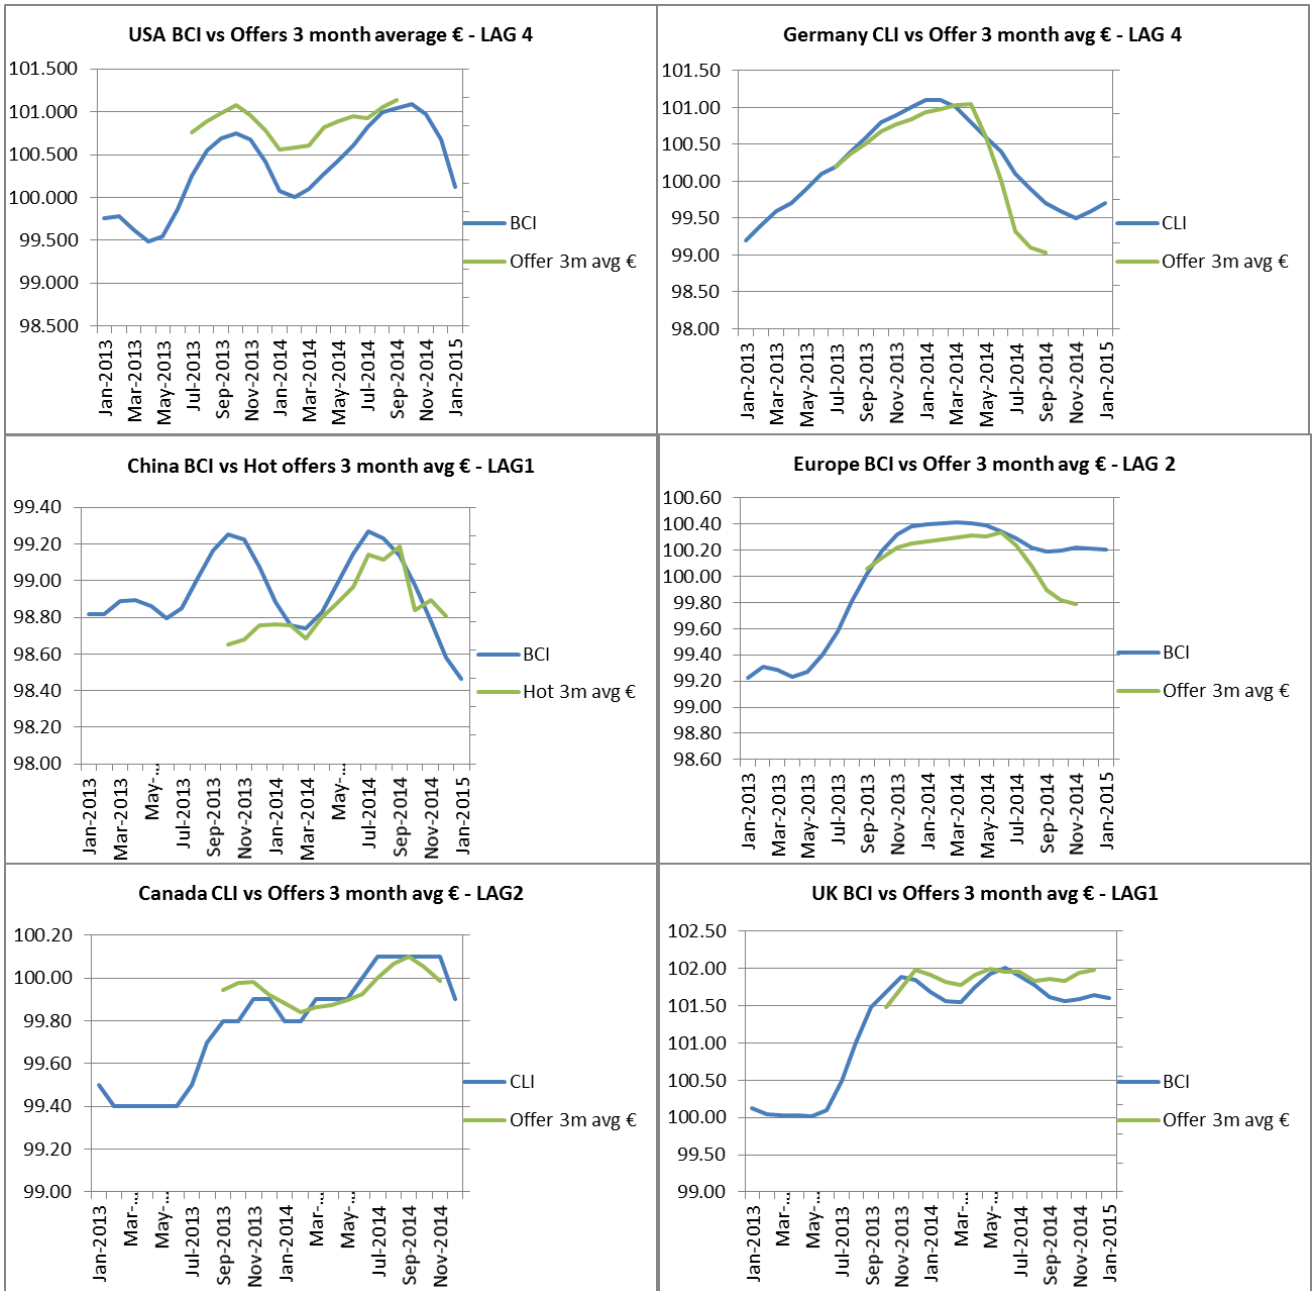 USA BCI vs Offers 3 month average € - LAG 4
101.500
101.000
100.500
100.000
99.500
99.000
98.500
Jan-2013
Mar-2013
May-2013
Jul-2013
Sep-2013
Nov-2013
Jan-2014
Mar-2014
May-2014
Jul-2014
Sep-2014
Nov-2014
Jan-2015
BCI
Offer 3m avg €
Germany CLI vs Offer 3 month avg € - LAG 4
101.50
101.00
100.50
100.00
99.50
99.00
98.50
98.00
Jan-2013
Mar-2013
May-2013
Jul-2013
Sep-2013
Nov-2013
Jan-2014
Mar-2014
May-2014
Jul-2014
Sep-2014
Nov-2014
Jan-2015
CLI
Offer 3m avg €
China BCI vs Hot offers 3 month avg € - LAG1
99.40
99.20
99.00
98.80
98.60
98.40
98.20
98.00
Jan-2013
Mar-2013
May-…
Jul-2013
Sep-2013
Nov-2013
Jan-2014
Mar-2014
May-…
Jul-2014
Sep-2014
Nov-2014
Jan-2015
BCI
Hot 3m avg €
Europe BCI vs Offer 3 month avg € - LAG 2
100.60
100.40
100.20
100.00
99.80
99.60
99.40
99.20
99.00
98.80
98.60
Jan-2013
Mar-2013
May-2013
Jul-2013
Sep-2013
Nov-2013
Jan-2014
Mar-2014
May-2014
Jul-2014
Sep-2014
Nov-2014
Jan-2015
BCI
Offer 3m avg €
Canada CLI vs Offers 3 month avg € - LAG2
100.20
100.00
99.80
99.60
99.40
99.20
99.00
Jan-2013
Mar-…
May-…
Jul-2013
Sep-2013
Nov-2013
Jan-2014
Mar-…
May-…
Jul-2014
Sep-2014
Nov-2014
CLI
Offer 3m avg €
UK BCI vs Offers 3 month avg € - LAG1
102.50
102.00
101.50
101.00
100.50
100.00
99.50
99.00
Jan-2013
Mar-…
May-…
Jul-2013
Sep-2013
Nov-2013
Jan-2014
Mar-…
May-…
Jul-2014
Sep-2014
Nov-2014
Jan-2015
BCI
Offer 3m avg €